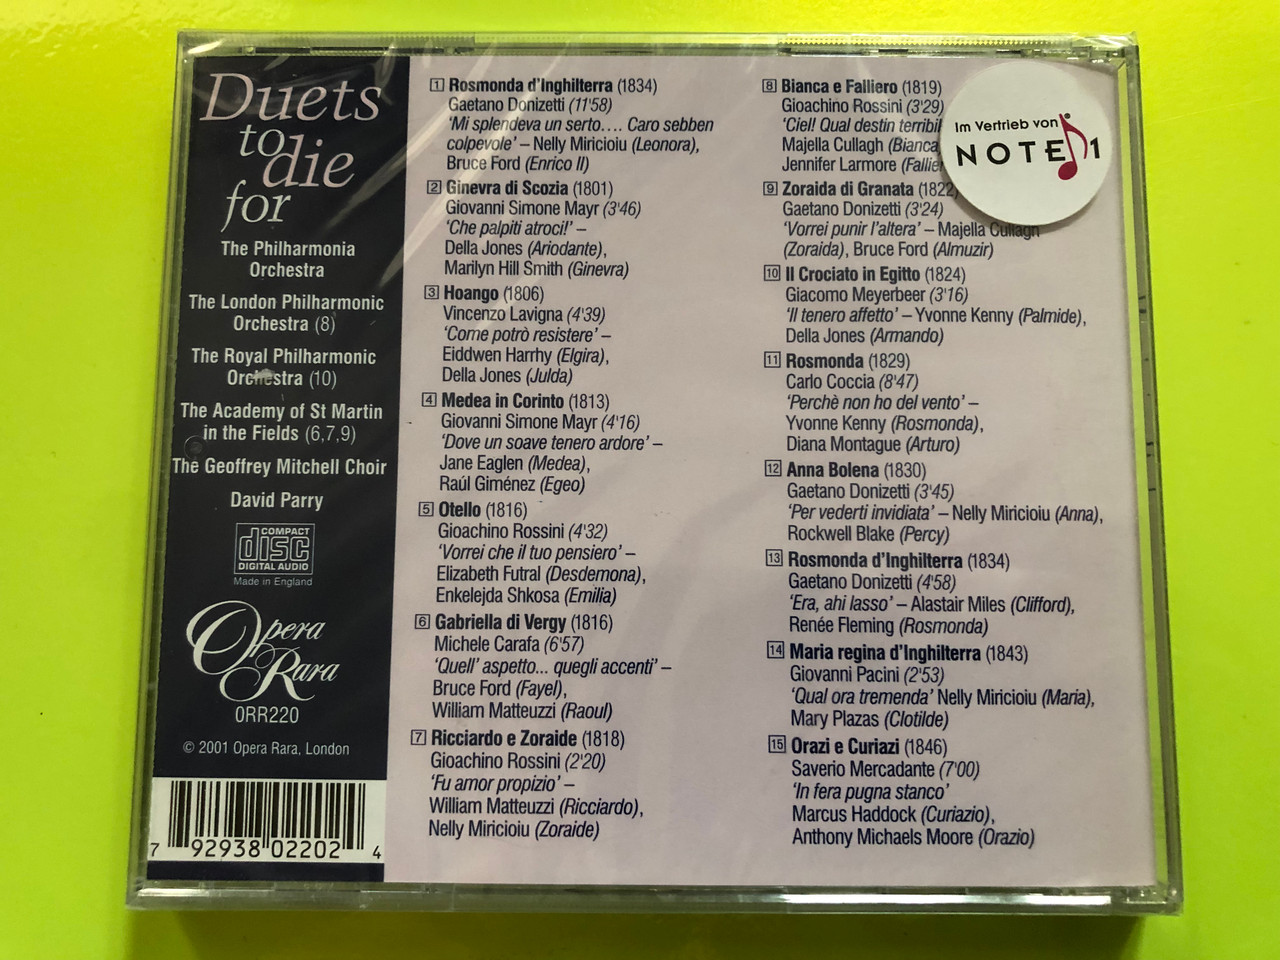 Duets
to
die
for
The Philharmonia
Orchestra
The London Philharmonic
Orchestra (8)
The Royal Philharmonic
Orchestra (10)
The Academy of St Martin
in the Fields (6,7,9)
The Geoffrey Mitchell Choir
David Parry
COMPACT
disc
DIGITAL AUDIO
Made in England
Opera
Rara
ORR220
© 2001 Opera Rara, London
7 92938 02202 4
1 Rosmonda d'Inghilterra (1834)
Gaetano Donizetti (11'58)
'Mi splendeva un serto.... Caro sebben
colpevole' – Nelly Miricioiu (Leonora),
Bruce Ford (Enrico II)
2 Ginevra di Scozia (1801)
Giovanni Simone Mayr (3'46)
'Che palpiti atroci!' –
Della Jones (Ariodante),
Marilyn Hill Smith (Ginevra)
3 Hoango (1806)
Vincenzo Lavigna (4'39)
'Come potrò resistere' –
Eiddwen Harrhy (Elgira),
Della Jones (Julda)
4 Medea in Corinto (1813)
Giovanni Simone Mayr (4'16)
'Dove un soave tenero ardore' –
Jane Eaglen (Medea),
Raúl Giménez (Egeo)
5 Otello (1816)
Gioachino Rossini (4'32)
'Vorrei che il tuo pensiero' –
Elizabeth Futral (Desdemona),
Enkelejda Shkosa (Emilia)
6 Gabriella di Vergy (1816)
Michele Carafa (6'57)
'Quell' aspetto... quegli accenti' –
Bruce Ford (Fayel),
William Matteuzzi (Raoul)
7 Ricciardo e Zoraide (1818)
Gioachino Rossini (2'20)
'Fu amor propizio' –
William Matteuzzi (Ricciardo),
Nelly Miricioiu (Zoraide)
8 Bianca e Falliero (1819)
Gioachino Rossini (3'29)
'Ciel! Qual destin
Majella Cullagh (Bianca
Jennifer Larmore
9 Zoraida di Granata (1822)
Gaetano Donizetti (3'24)
'Vorrei punir l'altera' – Majella Cullagh
(Zoraida), Bruce Ford (Almuzir)
10 Il Crociato in Egitto (1824)
Giacomo Meyerbeer (3'16)
'Il tenero affetto' – Yvonne Kenny (Palmide),
Della Jones (Armando)
11 Rosmonda (1829)
Carlo Coccia (8'47)
'Perchè non ho del vento' –
Yvonne Kenny (Rosmonda),
Diana Montague (Arturo)
12 Anna Bolena (1830)
Gaetano Donizetti (3'45)
'Per vederti invidiata' – Nelly Miricioiu (Anna),
Rockwell Blake (Percy)
13 Rosmonda d'Inghilterra (1834)
Gaetano Donizetti (4'58)
'Era, ahi lasso' – Alastair Miles (Clifford),
Renée Fleming (Rosmonda)
14 Maria regina d'Inghilterra (1843)
Giovanni Pacini (2'53)
'Qual ora tremenda' Nelly Miricioiu (Maria),
Mary Plazas (Clotilde)
15 Orazi e Curiazi (1846)
Saverio Mercadante (7'00)
'In fera pugna stanco'
Marcus Haddock (Curiazio),
Anthony Michaels Moore (Orazio)
Im Vertrieb von
NOTE 1